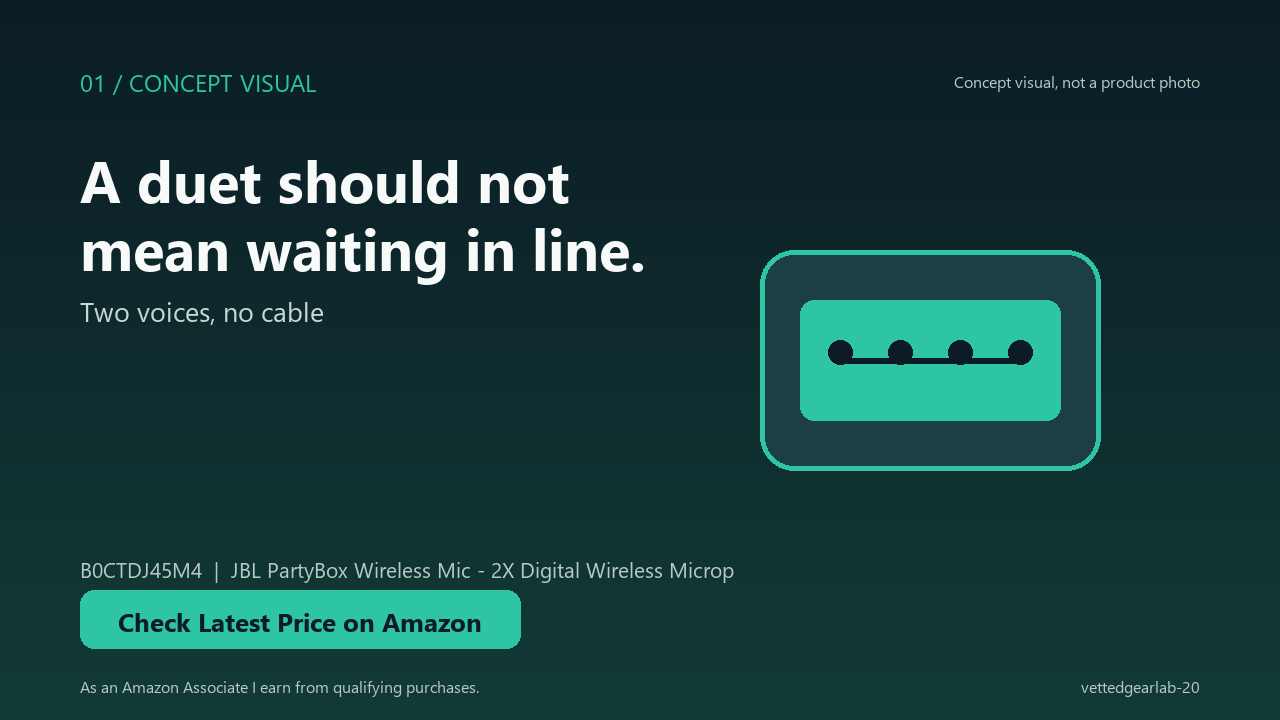 01 / CONCEPT VISUAL
Concept visual, not a product photo
A duet should not
mean waiting in line.
Two voices, no cable
B0CTDJ45M4 | JBL PartyBox Wireless Mic - 2X Digital Wireless Microp
Check Latest Price on Amazon
As an Amazon Associate I earn from qualifying purchases.
vettedgearlab-20